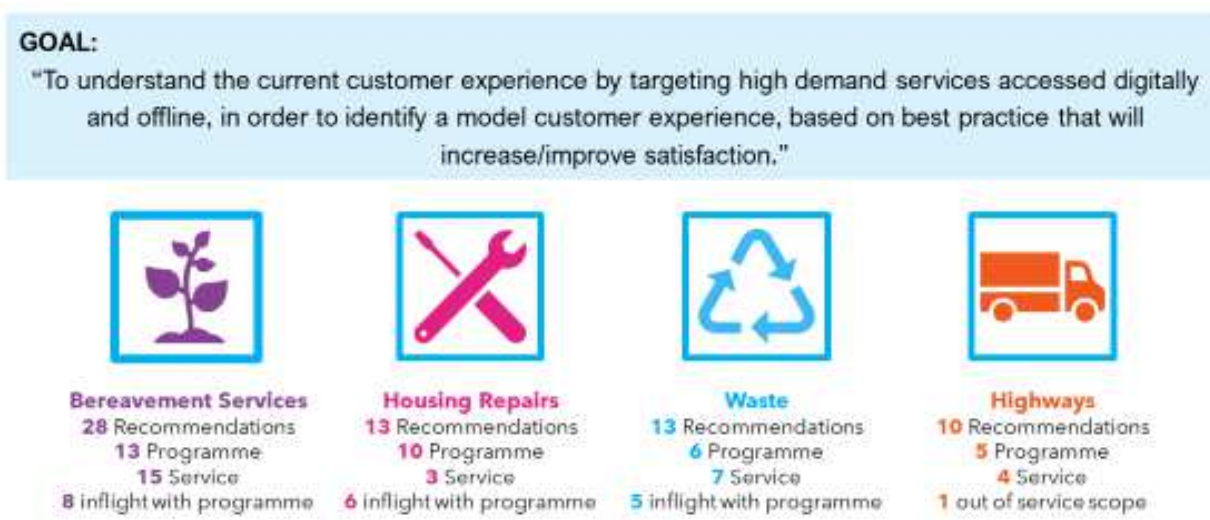 GOAL:
“To understand the current customer experience by targeting high demand services accessed digitally
and offline, in order to identify a model customer experience, based on best practice that will
increase/improve satisfaction.”
Bereavement Services
28 Recommendations
13 Programme
15 Service
8 inflight with programme
Housing Repairs
13 Recommendations
10 Programme
3 Service
6 inflight with programme
Waste
13 Recommendations
6 Programme
7 Service
5 inflight with programme
Highways
10 Recommendations
5 Programme
4 Service
1 out of service scope